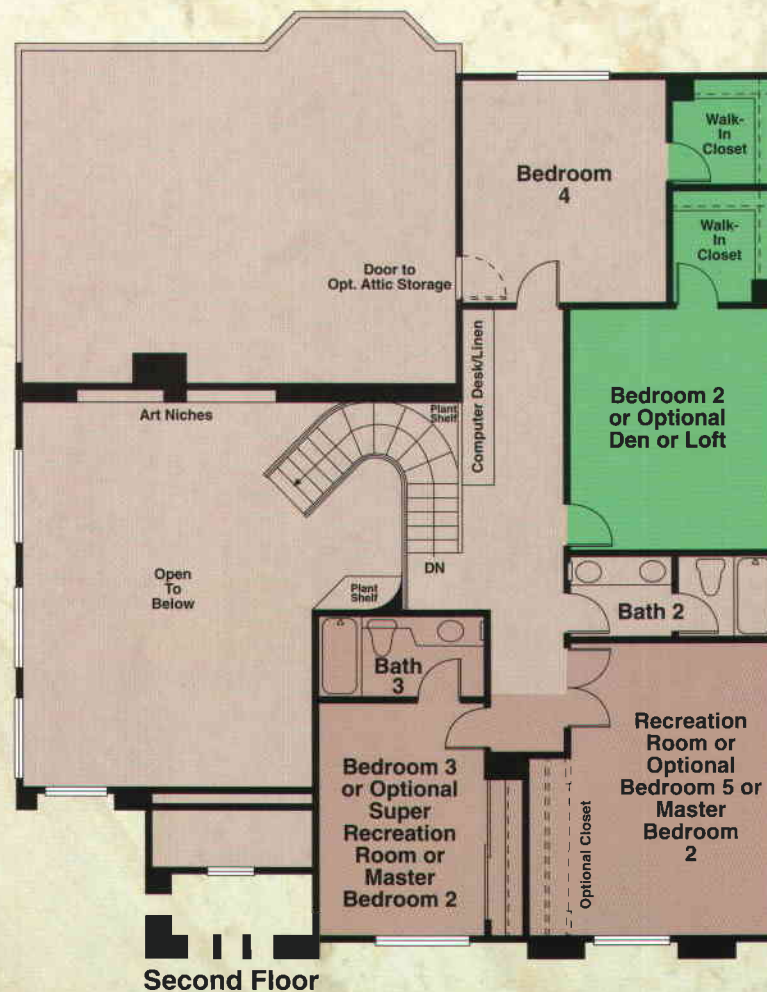 Walk-
In
Closet
Bedroom
4
Walk-
In
Closet
Door to
Opt. Attic Storage
Computer Desk/Linen
Bedroom 2
or Optional
Den or Loft
Art Niches
Plant
Shelf
DN
Open
To
Below
Plant
Shelf
Bath 2
Bath
3
Recreation
Room or
Optional
Bedroom 5 or
Master
Bedroom
2
Bedroom 3
or Optional
Super
Recreation
Room or
Master
Bedroom 2
Optional Closet
Second Floor